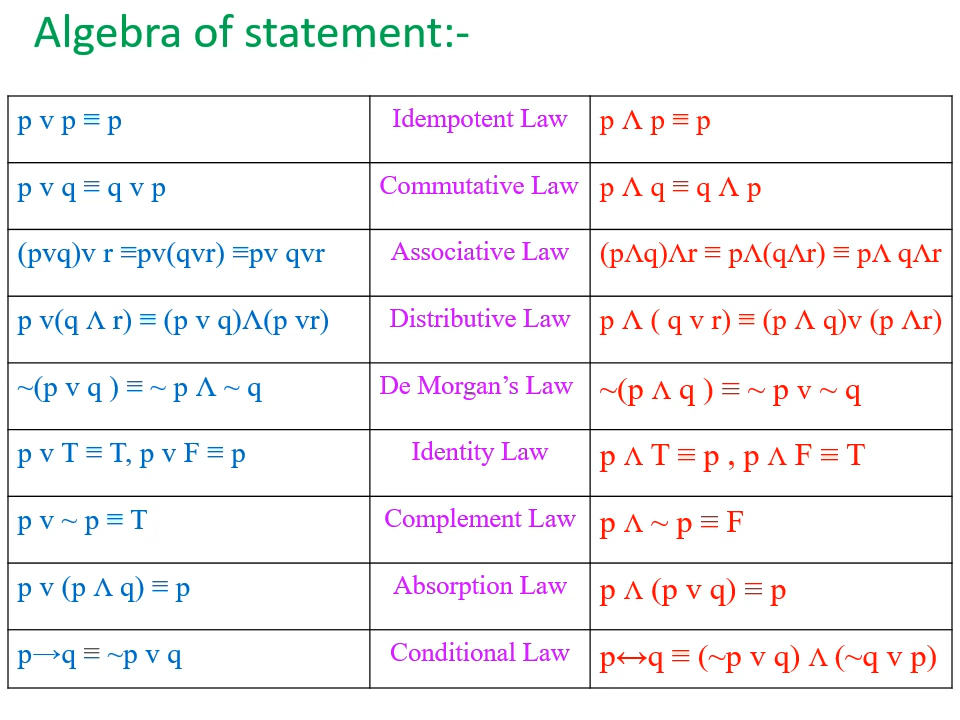 Algebra of statement:-
p v p ≡ p Idempotent Law p Λ p ≡ p
p v q ≡ q v p Commutative Law p Λ q ≡ q Λ p
(pvq)v r ≡pv(qvr) ≡pv qvr Associative Law (pΛq)Λr ≡ pΛ(qΛr) ≡ pΛ qΛr
p v(q Λ r) ≡ (p v q)Λ(p vr) Distributive Law p Λ ( q v r) ≡ (p Λ q)v (p Λr)
~(p v q ) ≡ ~ p Λ ~ q De Morgan’s Law ~(p Λ q ) ≡ ~ p v ~ q
p v T ≡ T, p v F ≡ p Identity Law p Λ T ≡ p , p Λ F ≡ T
p v ~ p ≡ T Complement Law p Λ ~ p ≡ F
p v (p Λ q) ≡ p Absorption Law p Λ (p v q) ≡ p
p→q ≡ ~p v q Conditional Law p↔q ≡ (~p v q) Λ (~q v p)